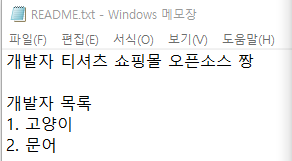 README.txt - Windows 메모장
파일(F) 편집(E) 서식(O) 보기(V) 도움말(H)
개발자 티셔츠 쇼핑몰 오픈소스 짱
개발자 목록
1. 고양이
2. 문어